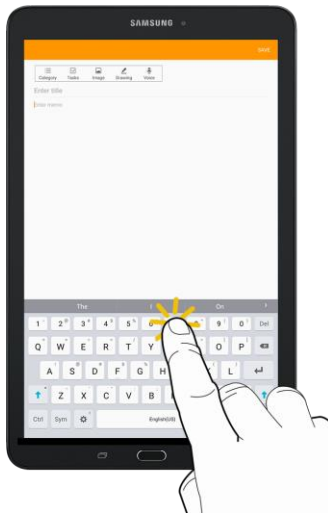 SAMSUNG
SAVE
Category Tasks Image Drawing Voice
Enter title
Enter memo
The I On
1 2 @ 3 # 4 5 % 6 9 ( 0 ) Del
Q W E R T Y O P
A S D F G H L
Z X C V B
Ctrl Sym English(US)